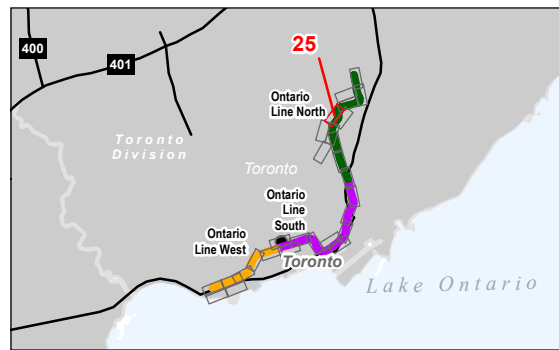 25
400
401
Ontario
Line North
Toronto
Division
Toronto
Ontario
Line
South
Ontario
Line West
Toronto
Lake Ontario